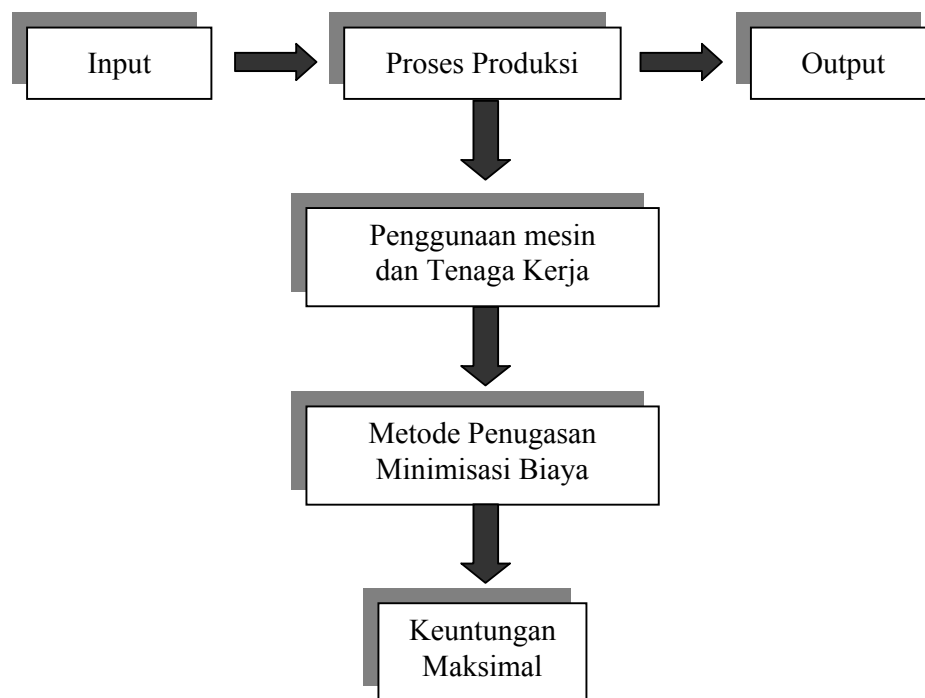 Input
Proses Produksi
Output
Penggunaan mesin
dan Tenaga Kerja
Metode Penugasan
Minimisasi Biaya
Keuntungan
Maksimal